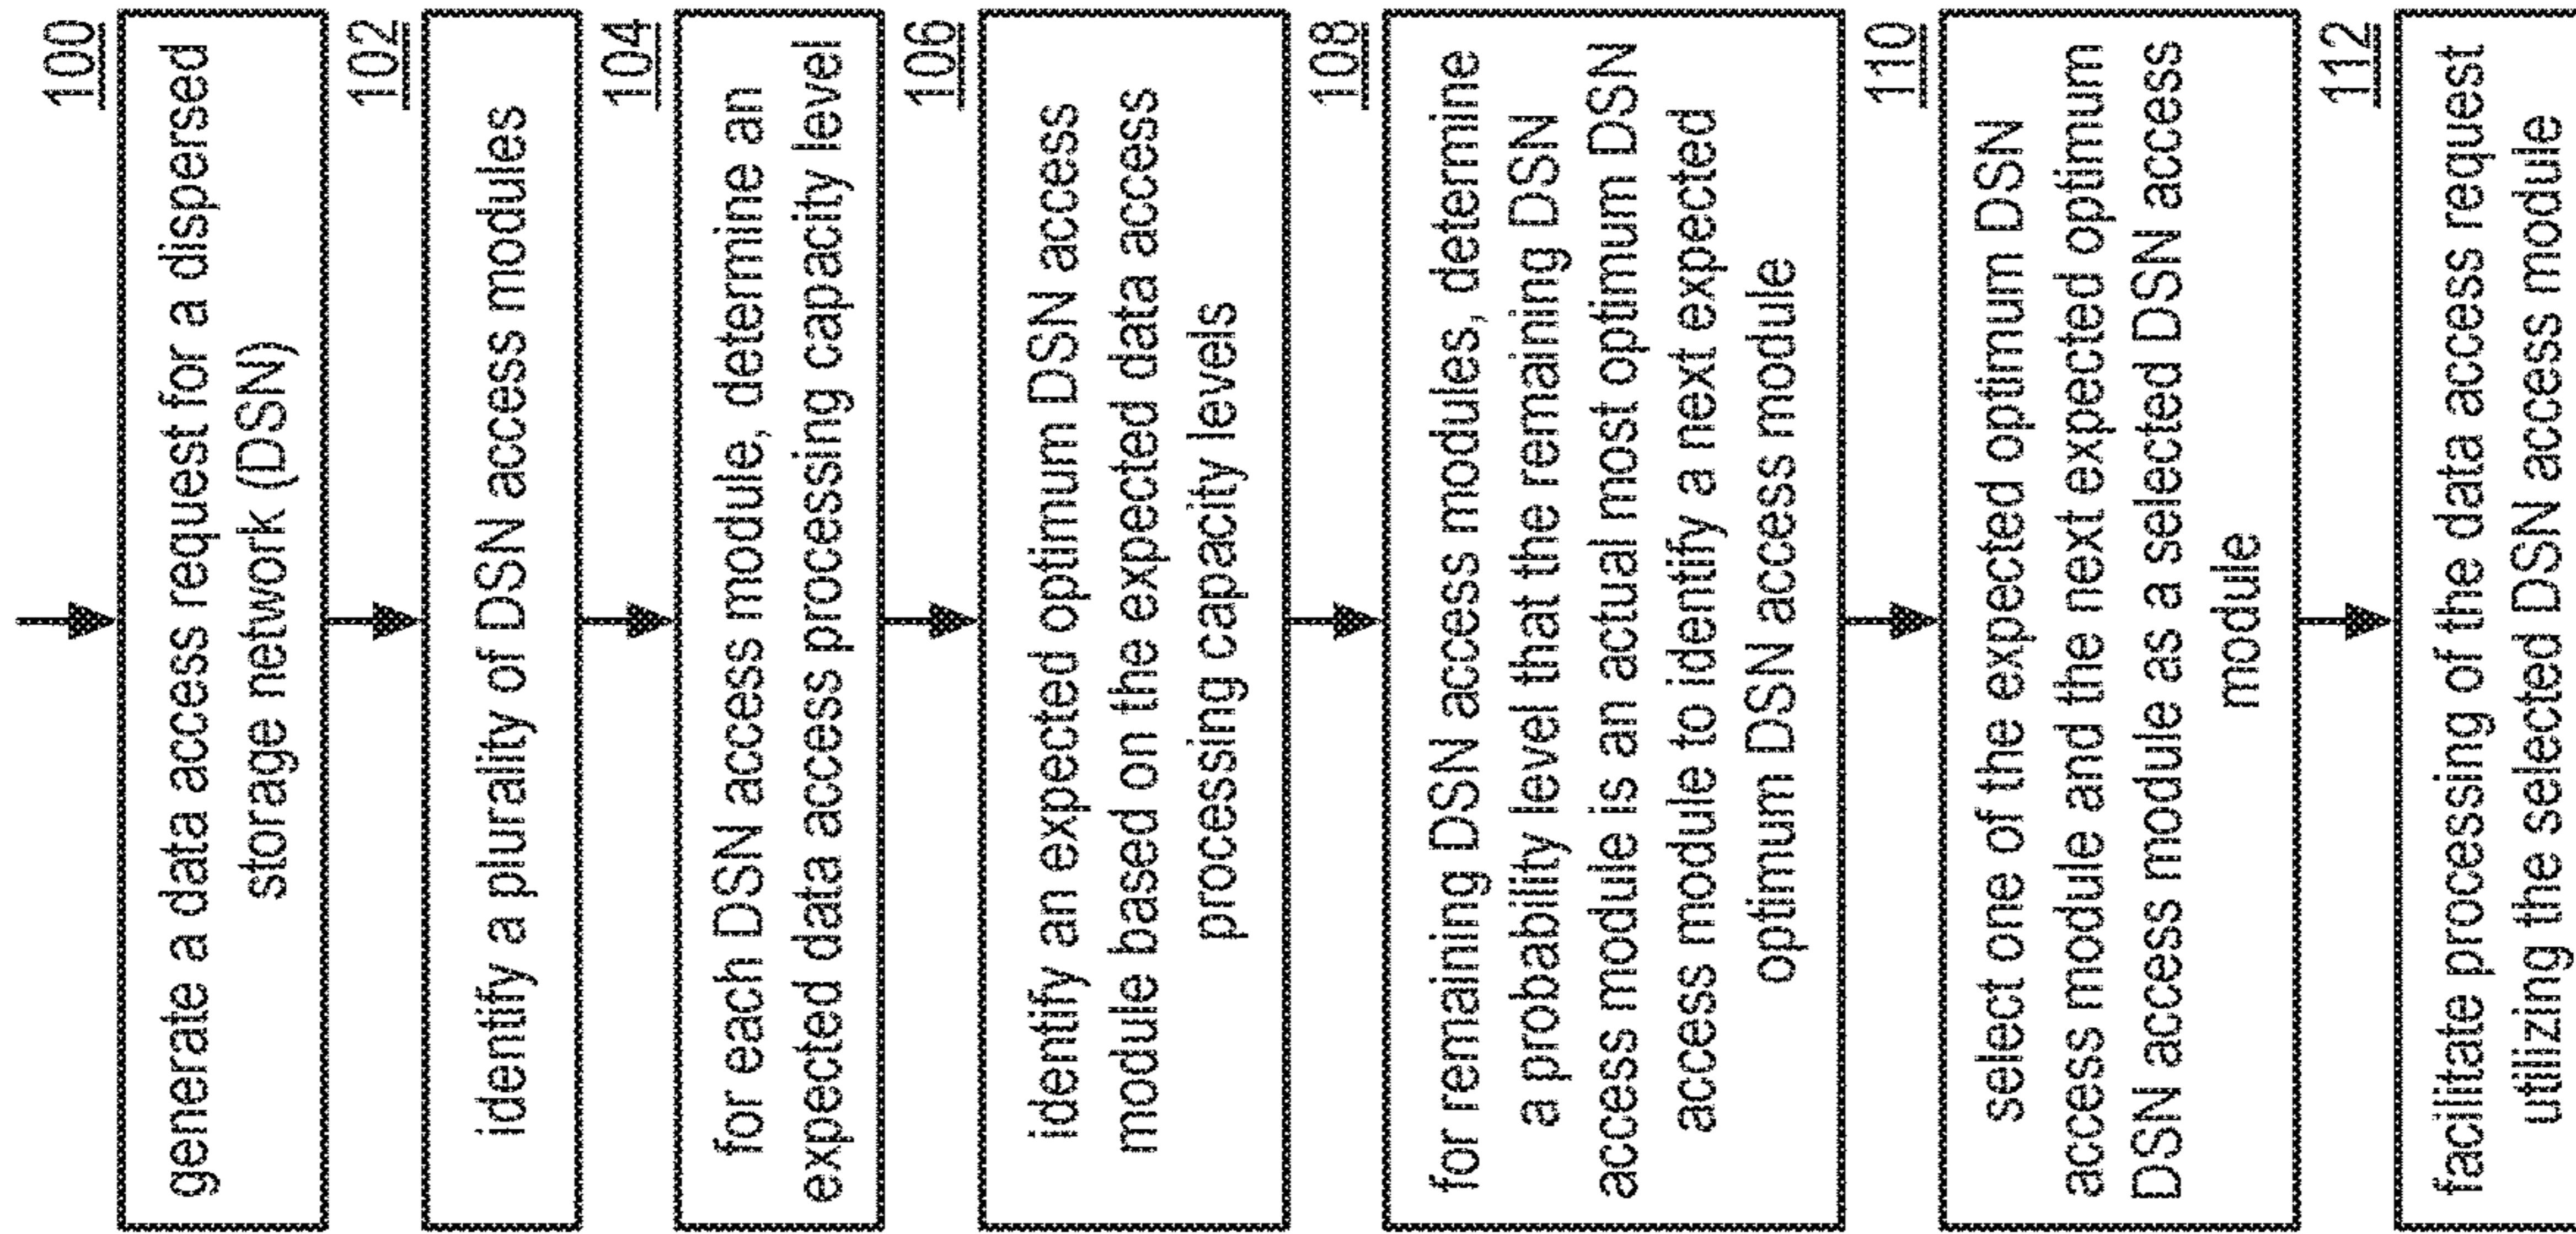 100
generate a data access request for a dispersed
storage network (DSN)
102
identify a plurality of DSN access modules
104
for each DSN access module, determine an
expected data access processing capacity level
106
identify an expected optimum DSN access
module based on the expected data access
processing capacity levels
108
for remaining DSN access modules, determine
a probability level that the remaining DSN
access module is an actual most optimum DSN
access module to identify a next expected
optimum DSN access module
110
select one of the expected optimum DSN
access module and the next expected optimum
DSN access module as a selected DSN access
module
112
facilitate processing of the data access request
utilizing the selected DSN access module